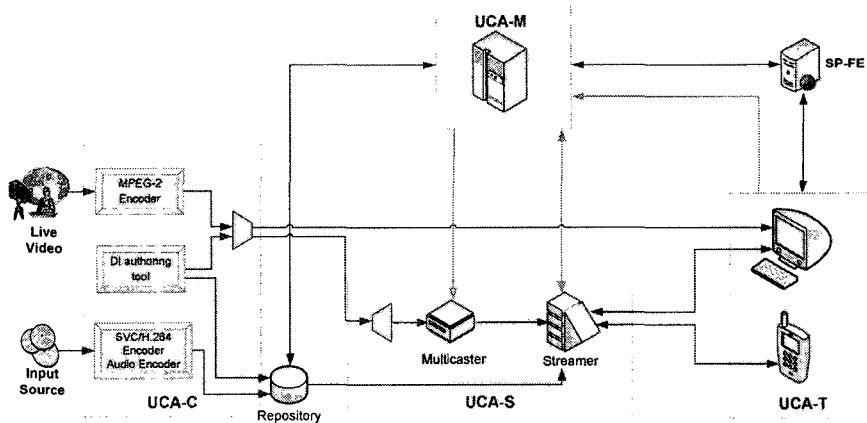 UCA-M
SP-FE
MPEG-2
Encoder
Live
Video
DI authoring
tool
SVC/H.264
Encoder
Audio Encoder
Input
Source
Multicaster
Streamer
Repository
UCA-C
UCA-S
UCA-T